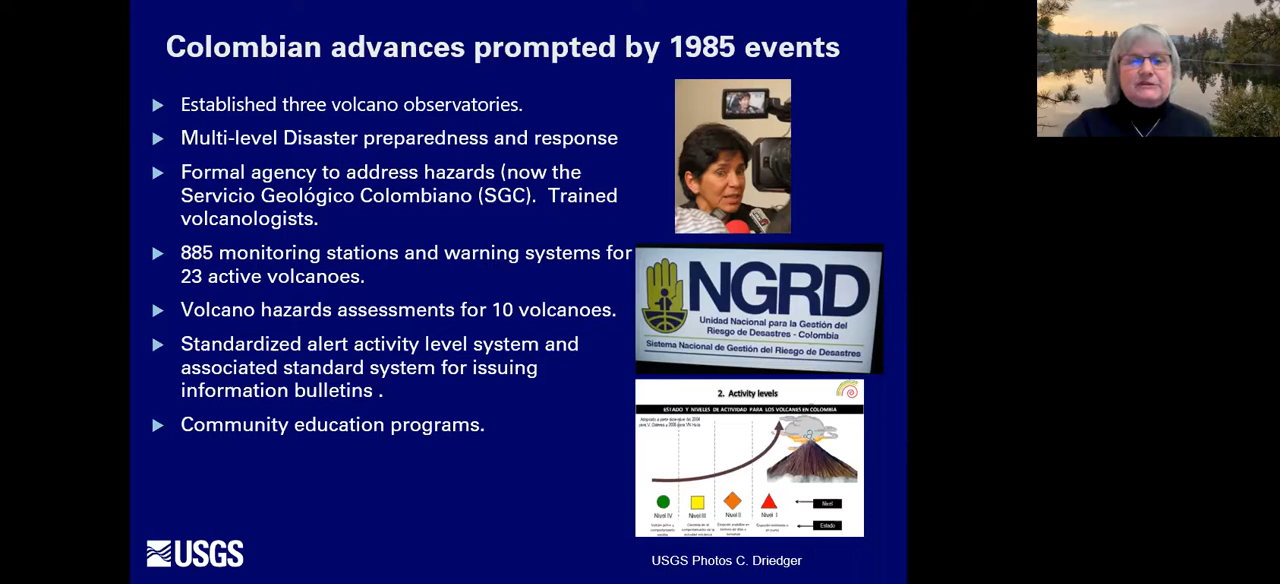 Colombian advances prompted by 1985 events
Established three volcano observatories.
Multi-level Disaster preparedness and response
Formal agency to address hazards (now the
Servicio Geológico Colombiano (SGC). Trained
volcanologists.
885 monitoring stations and warning systems for
23 active volcanoes.
Volcano hazards assessments for 10 volcanoes.
Standardized alert activity level system and
associated standard system for issuing
information bulletins .
Community education programs.
NGRD
Unidad Nacional para la Gestión del
Riesgo de Desastres - Colombia
Sistema Nacional de Gestión del Riesgo de Desastres
2. Activity levels
ESTADO Y NIVELES DE ACTIVIDAD PARA LOS VOLCANES EN COLOMBIA
Nivel IV
Nivel III
Nivel II
Nivel I
Nivel
Estado
USGS
USGS Photos C. Driedger